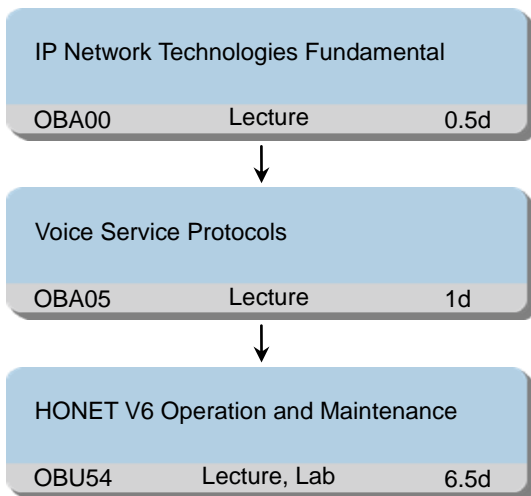 IP Network Technologies Fundamental
OBA00 Lecture 0.5d
Voice Service Protocols
OBA05 Lecture 1d
HONET V6 Operation and Maintenance
OBU54 Lecture, Lab 6.5d